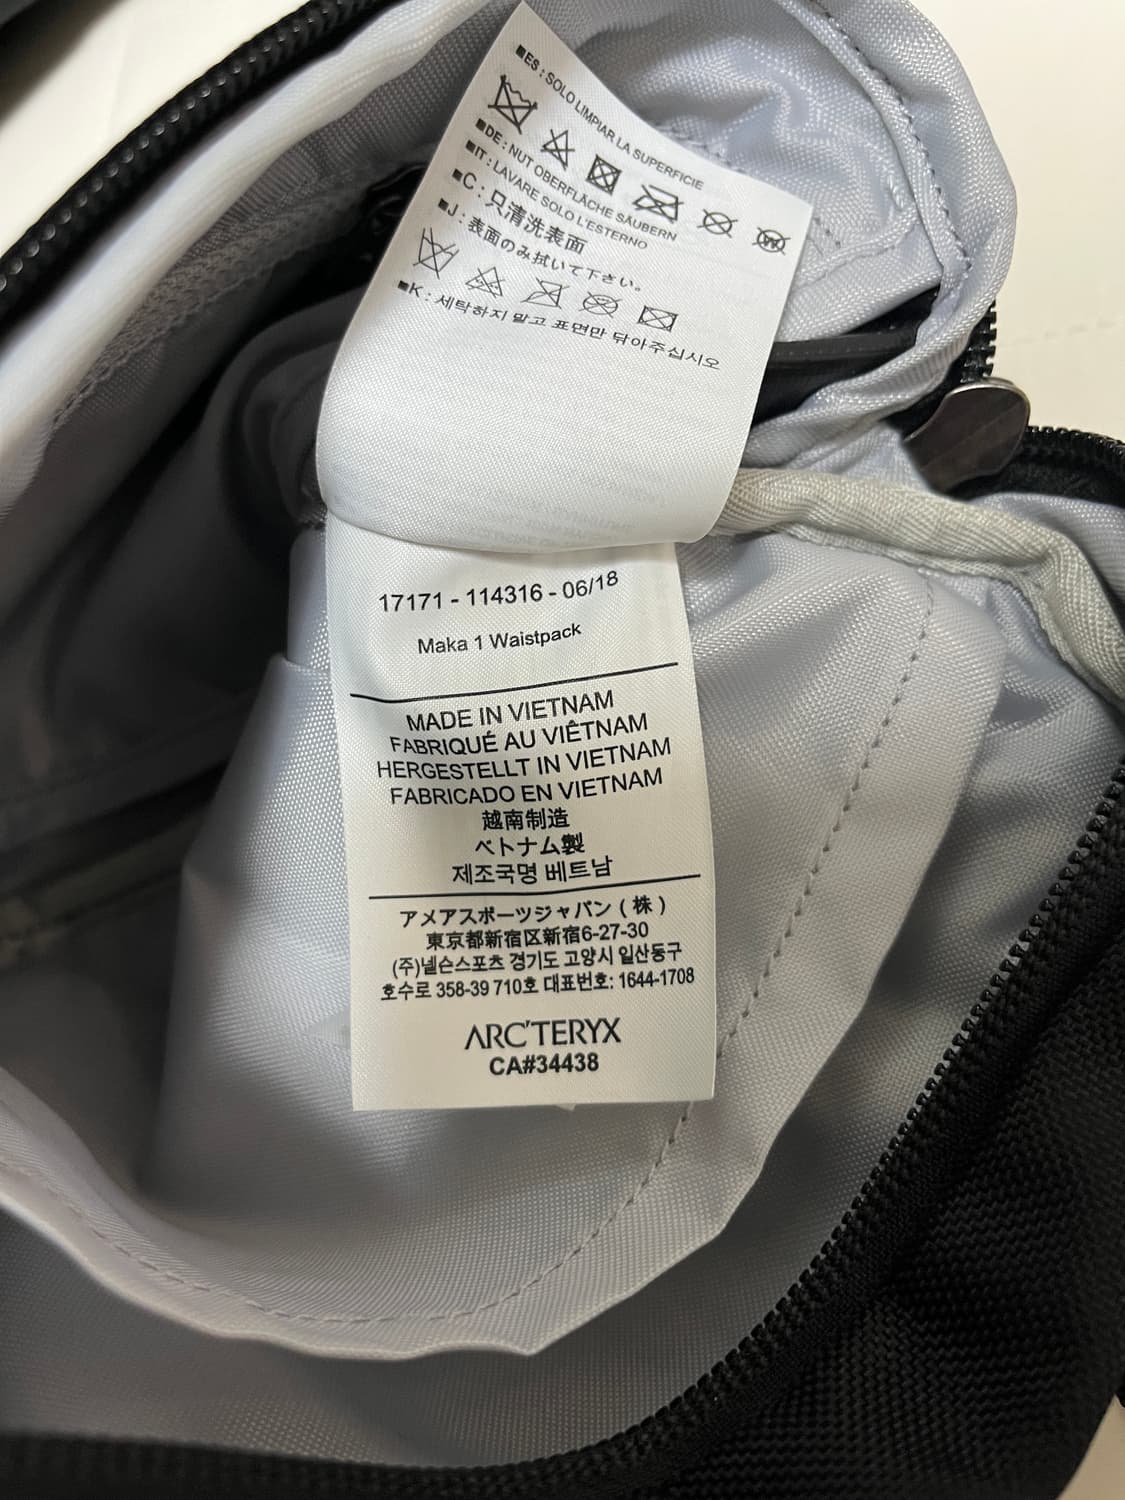 ■ES : SOLO LIMPIAR LA SUPERFICIE
■DE : NUT OBERFLÄCHE SÄUBERN
■IT : LAVARE SOLO L'ESTERNO
■C : 只清洗表面
■J : 表面のみ拭いて下さい。
■K : 세탁하지 말고 표면만 닦아주십시오
17171 - 114316 - 06/18
Maka 1 Waistpack
MADE IN VIETNAM
FABRIQUÉ AU VIÊTNAM
HERGESTELLT IN VIETNAM
FABRICADO EN VIETNAM
越南制造
ベトナム製
제조국명 베트남
アメアスポーツジャパン ( 株 )
東京都新宿区新宿6-27-30
(주)넬슨스포츠 경기도 고양시 일산동구
호수로 358-39 710호 대표번호: 1644-1708
ARC'TERYX
CA#34438